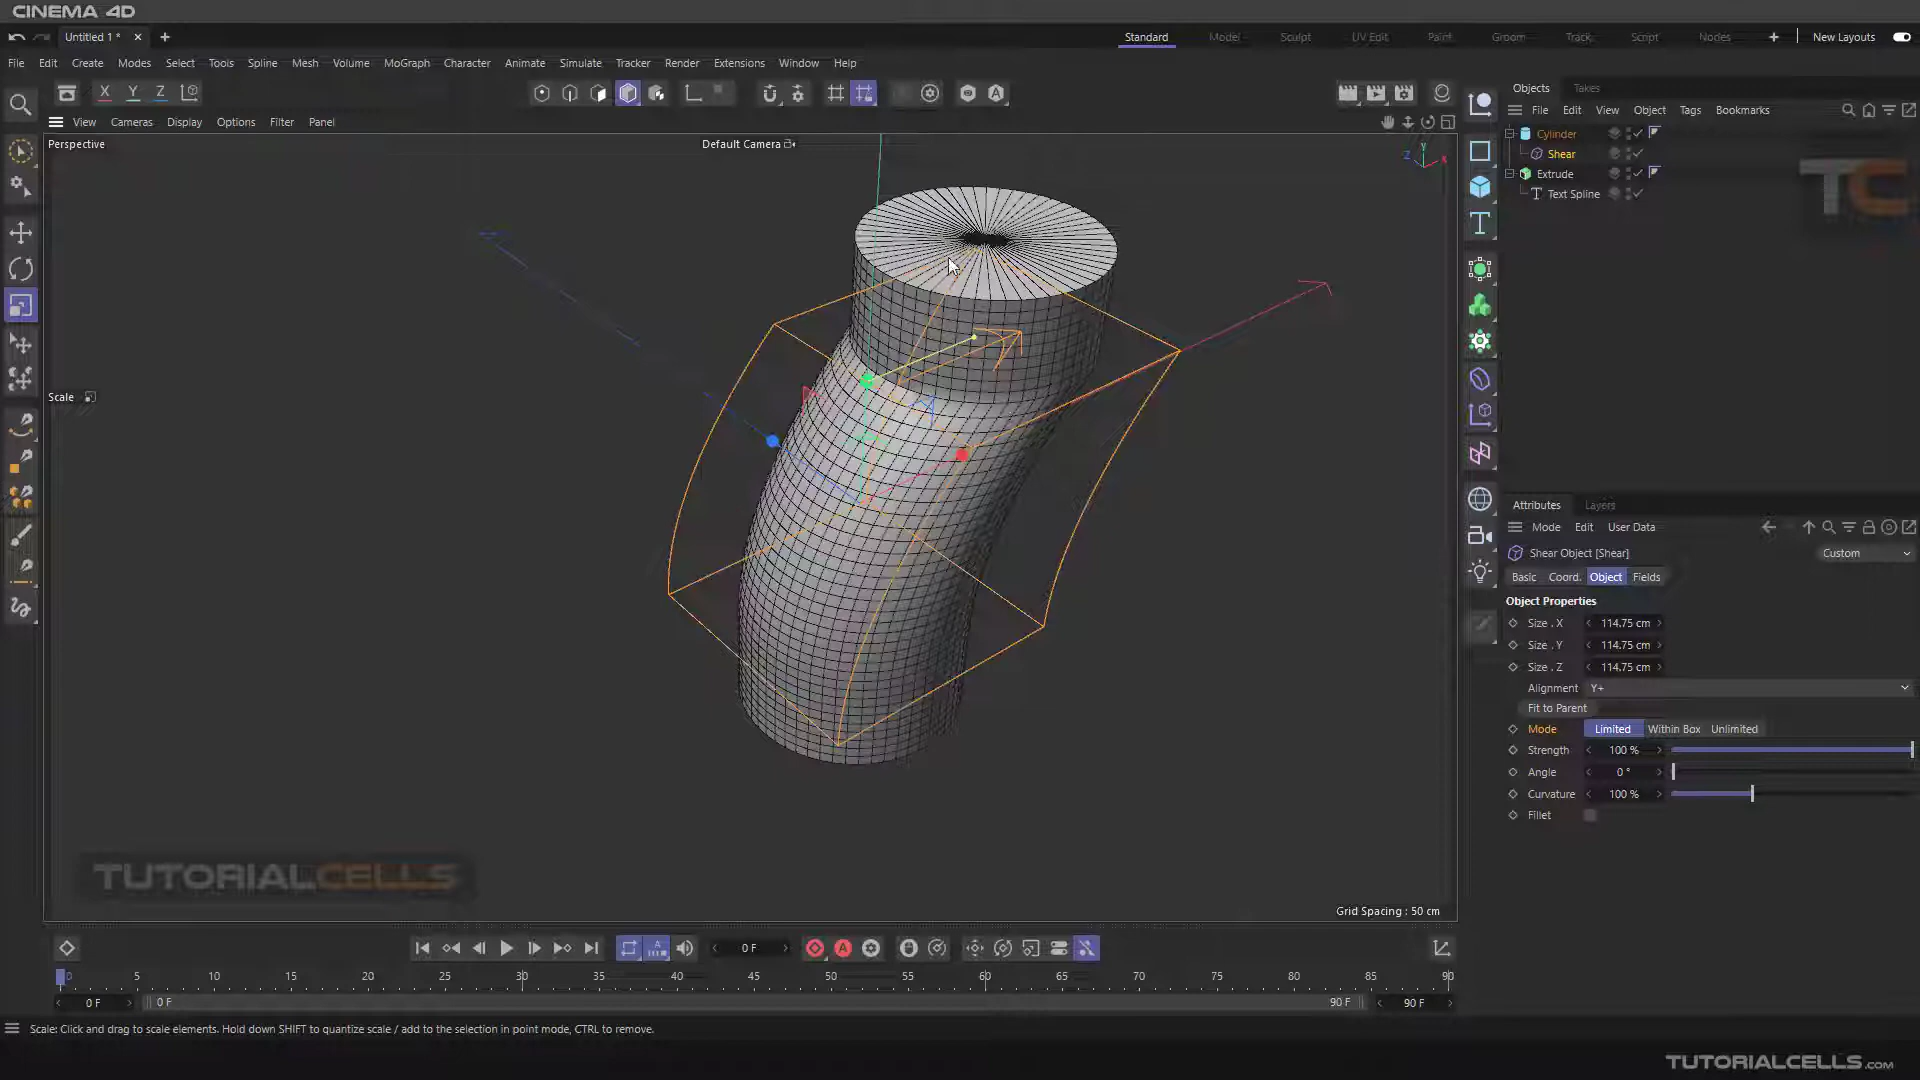 CINEMA 4D
Untitled 1 *
Standard Model Sculpt UV Edit Paint Groom Track Script Nodes New Layouts
File Edit Create Modes Select Tools Spline Mesh Volume MoGraph Character Animate Simulate Tracker Render Extensions Window Help
X Y Z
View Cameras Display Options Filter Panel
Perspective
Default Camera
Y
Z X
Scale
Objects Takes
File Edit View Object Tags Bookmarks
Cylinder
Shear
Extrude
Text Spline
TC
Attributes Layers
Mode Edit User Data
Shear Object [Shear]
Custom
Basic Coord. Object Fields
Object Properties
Size . X 114.75 cm
Size . Y 114.75 cm
Size . Z 114.75 cm
Alignment Y+
Fit to Parent
Mode Limited Within Box Unlimited
Strength 100 %
Angle 0 °
Curvature 100 %
Fillet
TUTORIALCELLS
Grid Spacing : 50 cm
0 F
0 5 10 15 20 25 30 35 40 45 50 55 60 65 70 75 80 85 90
0 F 0 F 90 F 90 F
Scale: Click and drag to scale elements. Hold down SHIFT to quantize scale / add to the selection in point mode, CTRL to remove.
TUTORIALCELLS.COM